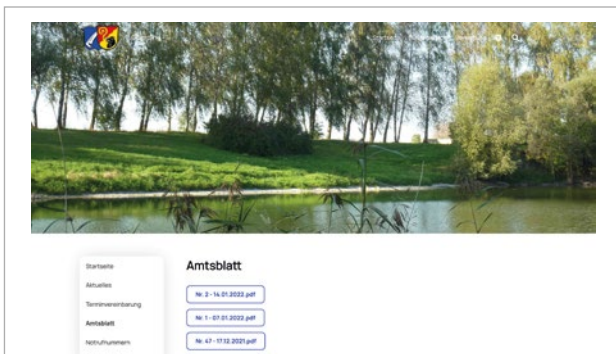 Startseite
Aktuelles
Terminvereinbarung
Amtsblatt
Notrufnummern
Amtsblatt
Nr. 2 - 14.01.2022.pdf
Nr. 1 - 07.01.2022.pdf
Nr. 47 - 17.12.2021.pdf